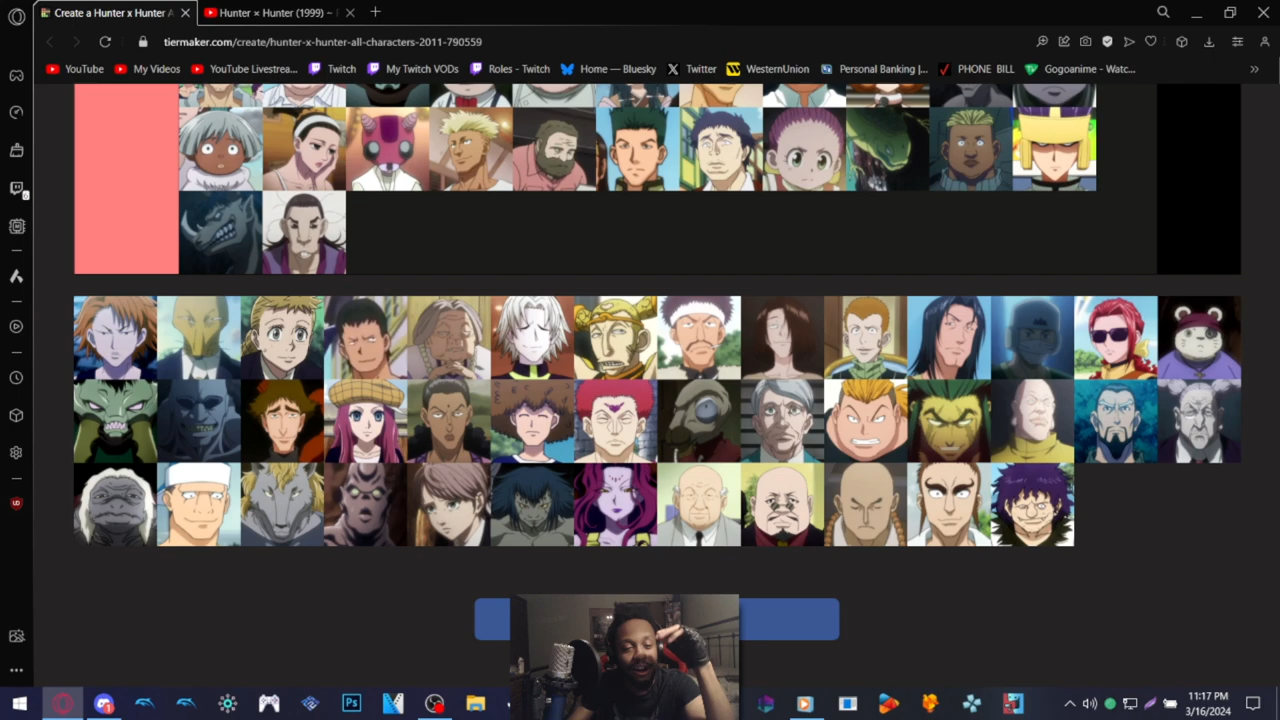 Create a Hunter x Hunter A
Hunter × Hunter (1999) ~
tiermaker.com/create/hunter-x-hunter-all-characters-2011-790559
YouTube
My Videos
YouTube Livestrea...
Twitch
My Twitch VODs
Roles - Twitch
Home — Bluesky
Twitter
WesternUnion
Personal Banking |...
PHONE BILL
Gogoanime - Watc...
Ps
11:17 PM
3/16/2024